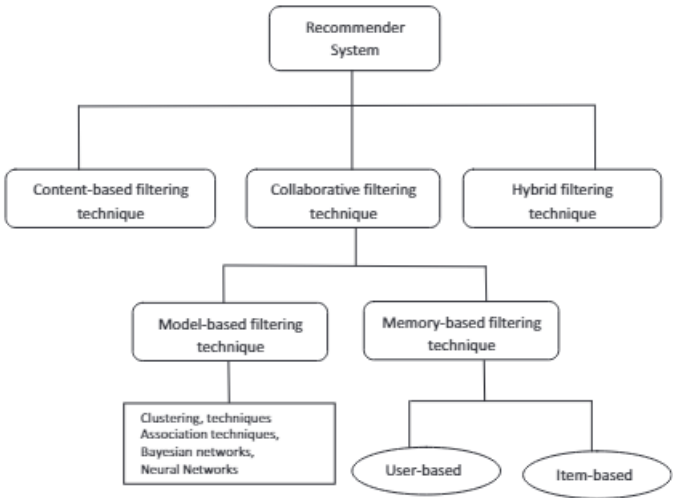 Recommender
System
Content-based filtering
technique
Collaborative filtering
technique
Hybrid filtering
technique
Model-based filtering
technique
Memory-based filtering
technique
Clustering, techniques
Association techniques,
Bayesian networks,
Neural Networks
User-based
Item-based